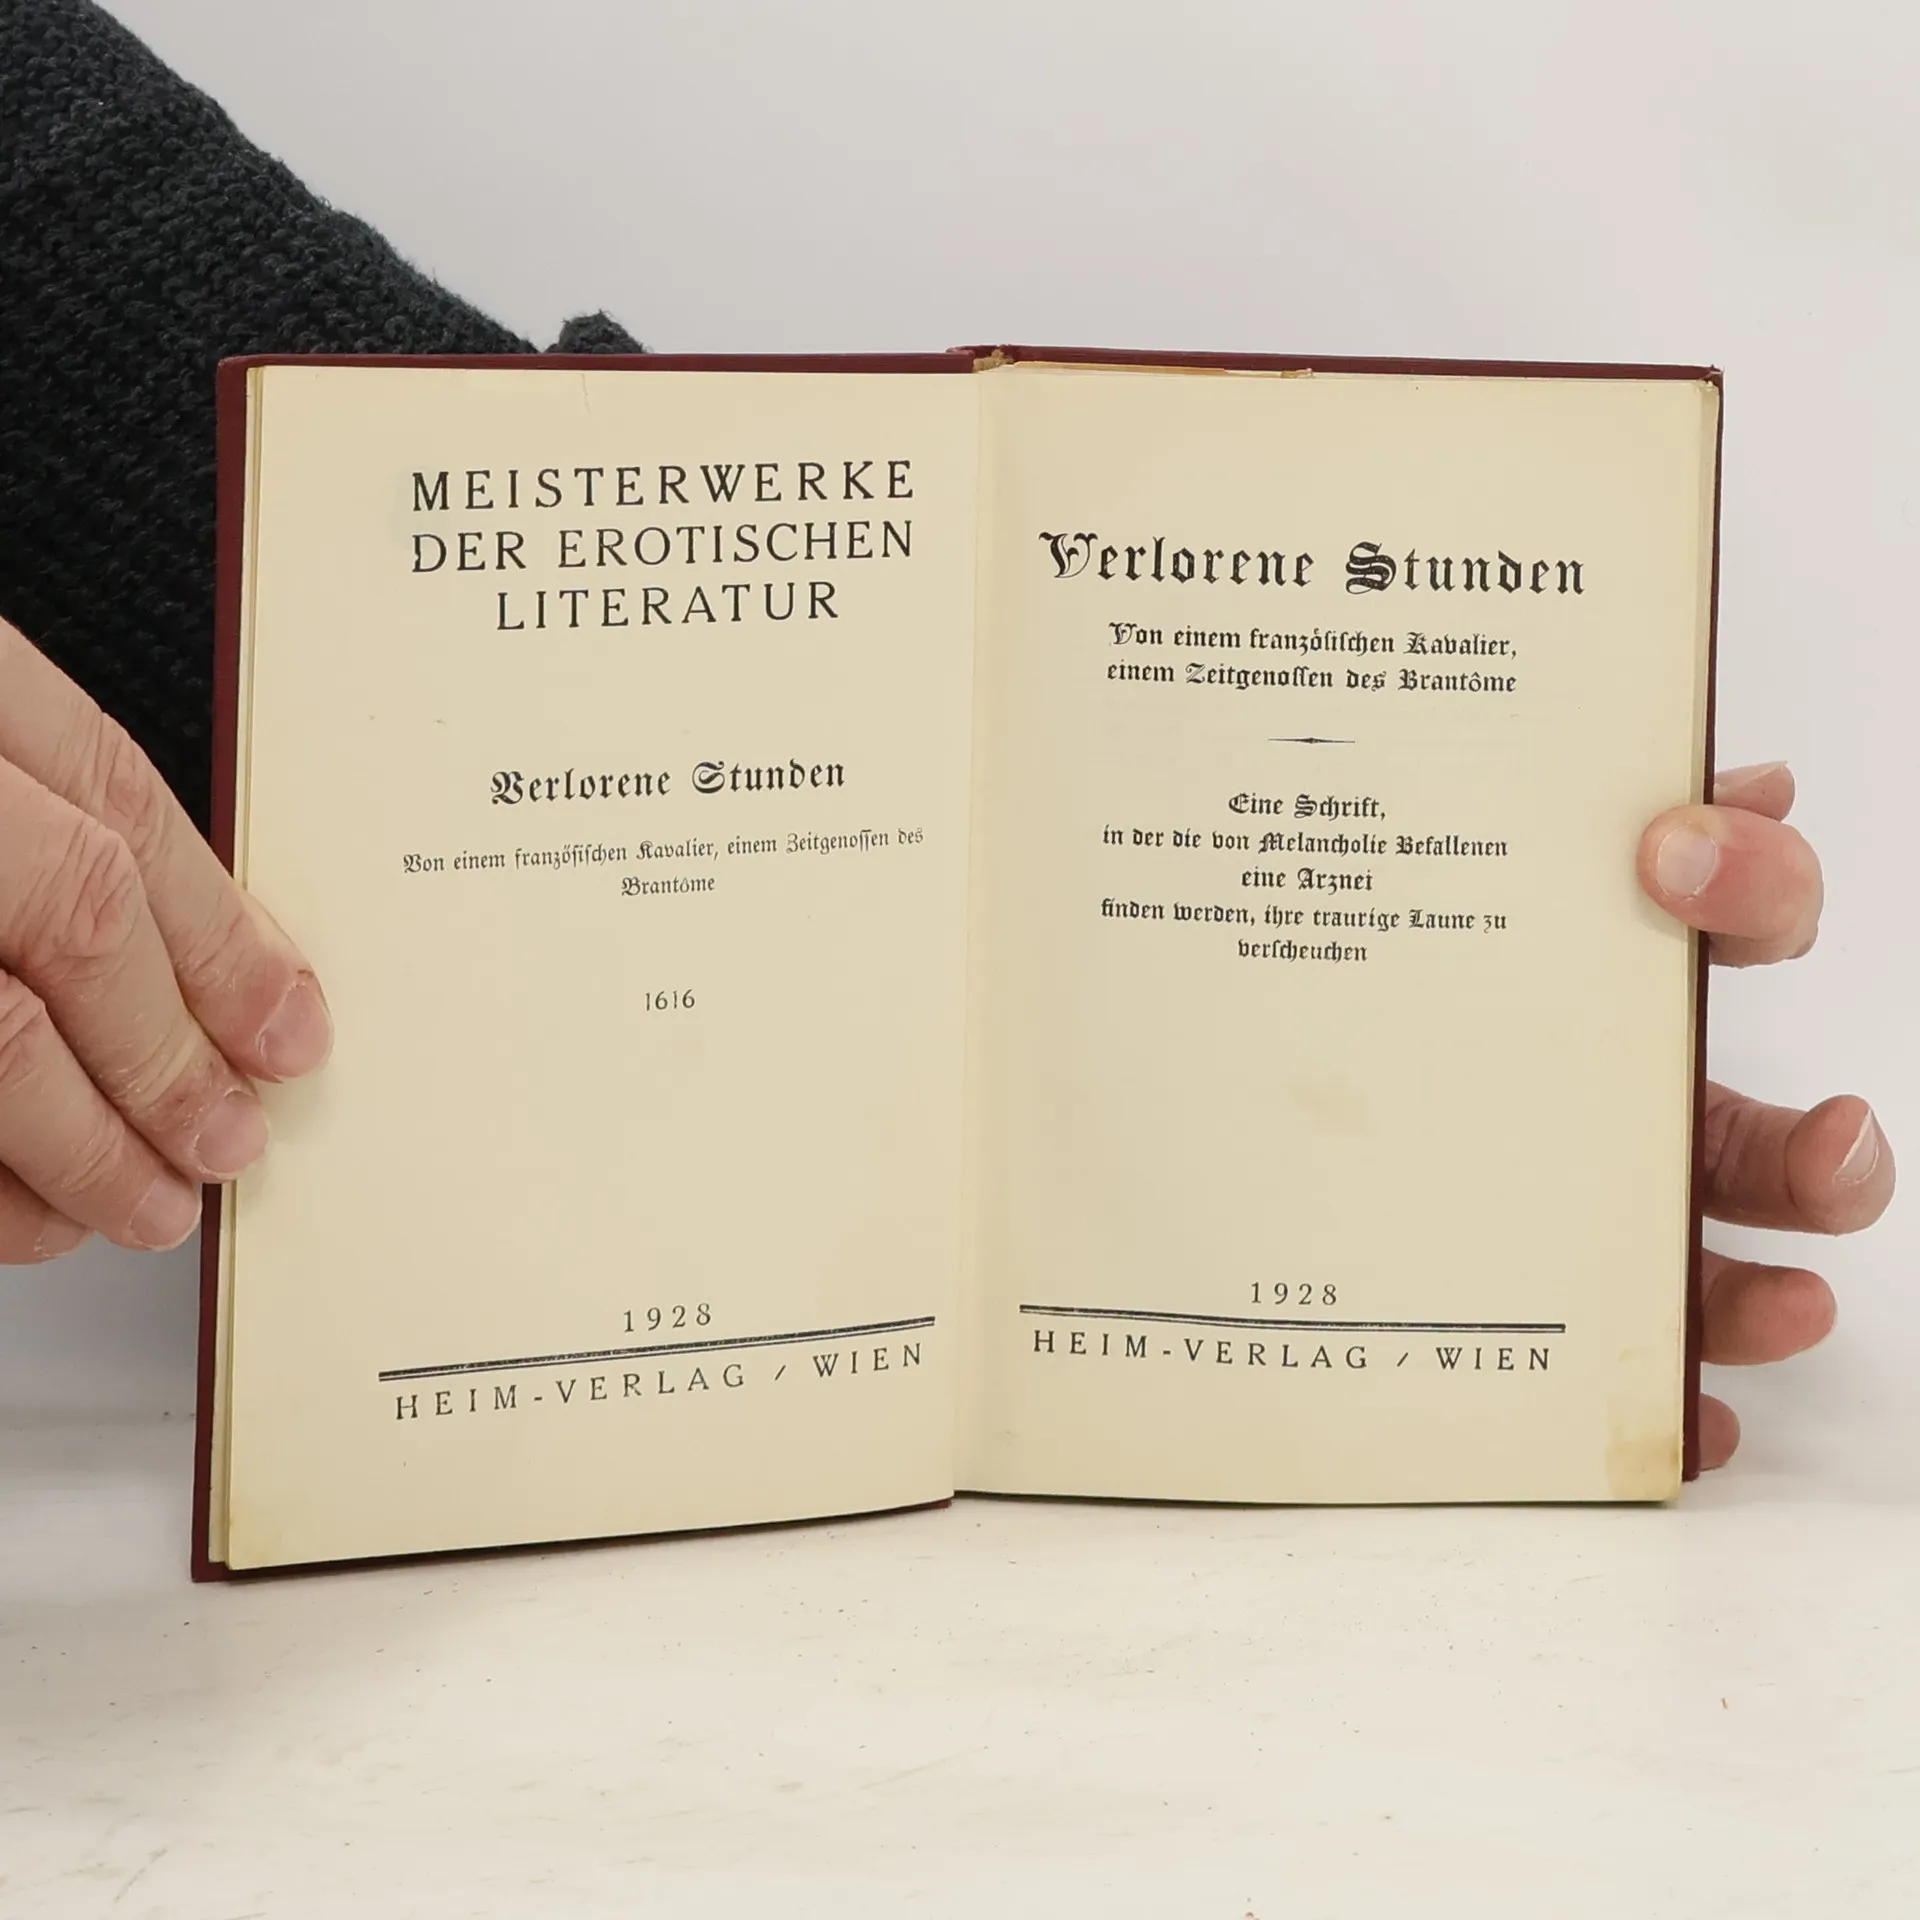 MEISTERWERKE
DER EROTISCHEN
LITERATUR
Verlorene Stunden
Von einem französischen Kavalier, einem Zeitgenossen des
Brantôme
1616
1928
HEIM-VERLAG / WIEN
Verlorene Stunden
Von einem französischen Kavalier,
einem Zeitgenossen des Brantôme
Eine Schrift,
in der die von Melancholie Befallenen
eine Arznei
finden werden, ihre traurige Laune zu
verscheuchen
1928
HEIM-VERLAG / WIEN